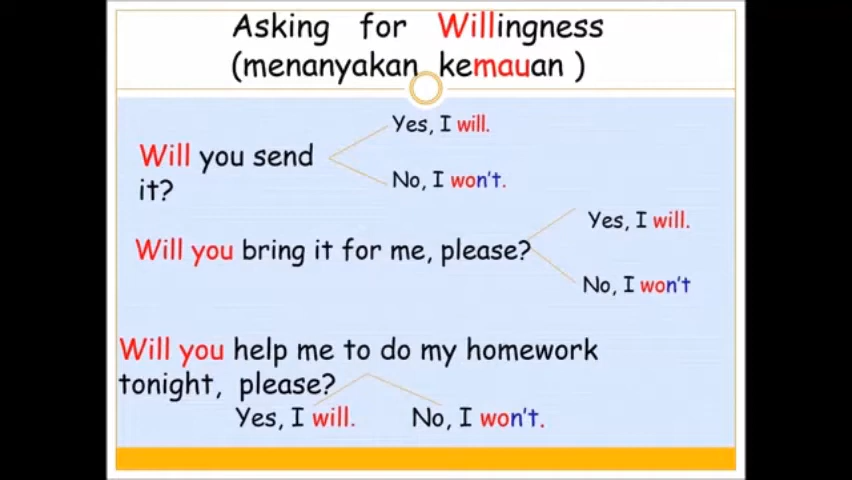 Asking for Willingness
(menanyakan kemauan )
Yes, I will.
Will you send
it?
No, I won't.
Yes, I will.
Will you bring it for me, please?
No, I won't
Will you help me to do my homework
tonight, please?
Yes, I will. No, I won't.